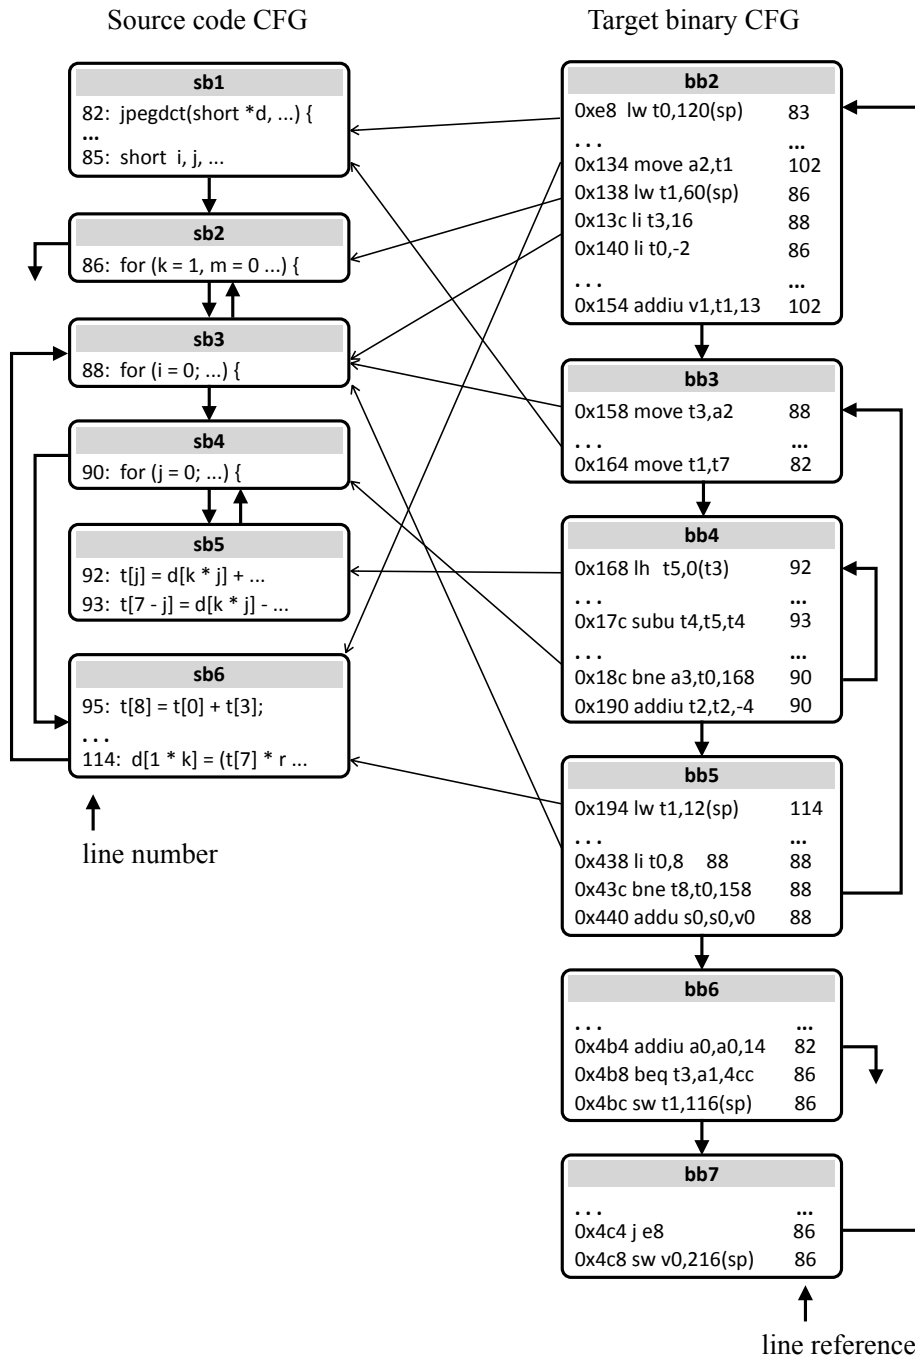 Source code CFG
sb1
82: jpegdct(short *d, ...) {
...
85: short i, j, ...
sb2
86: for (k = 1, m = 0 ...) {
sb3
88: for (i = 0; ...) {
sb4
90: for (j = 0; ...) {
sb5
92: t[j] = d[k * j] + ...
93: t[7 - j] = d[k * j] - ...
sb6
95: t[8] = t[0] + t[3];
...
114: d[1 * k] = (t[7] * r ...
line number
Target binary CFG
bb2
0xe8 lw t0,120(sp) 83
... ...
0x134 move a2,t1 102
0x138 lw t1,60(sp) 86
0x13c li t3,16 88
0x140 li t0,-2 86
... ...
0x154 addiu v1,t1,13 102
bb3
0x158 move t3,a2 88
... ...
0x164 move t1,t7 82
bb4
0x168 lh t5,0(t3) 92
... ...
0x17c subu t4,t5,t4 93
... ...
0x18c bne a3,t0,168 90
0x190 addiu t2,t2,-4 90
bb5
0x194 lw t1,12(sp) 114
... ...
0x438 li t0,8 88 88
0x43c bne t8,t0,158 88
0x440 addu s0,s0,v0 88
bb6
... ...
0x4b4 addiu a0,a0,14 82
0x4b8 beq t3,a1,4cc 86
0x4bc sw t1,116(sp) 86
bb7
... ...
0x4c4 j e8 86
0x4c8 sw v0,216(sp) 86
line reference